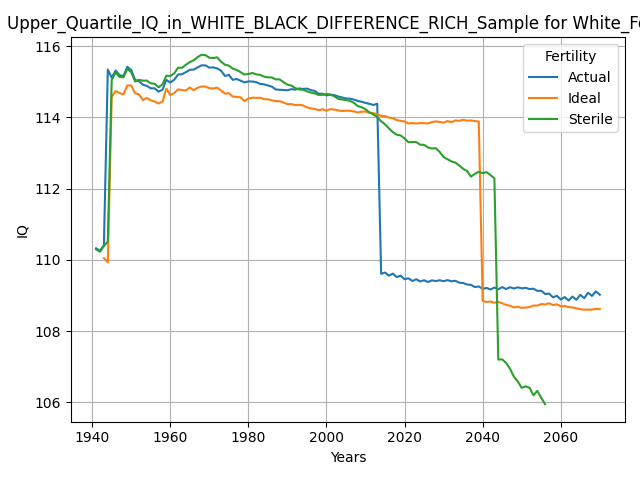 Upper_Quartile_IQ_in_WHITE_BLACK_DIFFERENCE_RICH_Sample for White_Fe
Fertility
Actual
Ideal
Sterile
IQ
116
114
112
110
108
106
1940 1960 1980 2000 2020 2040 2060
Years